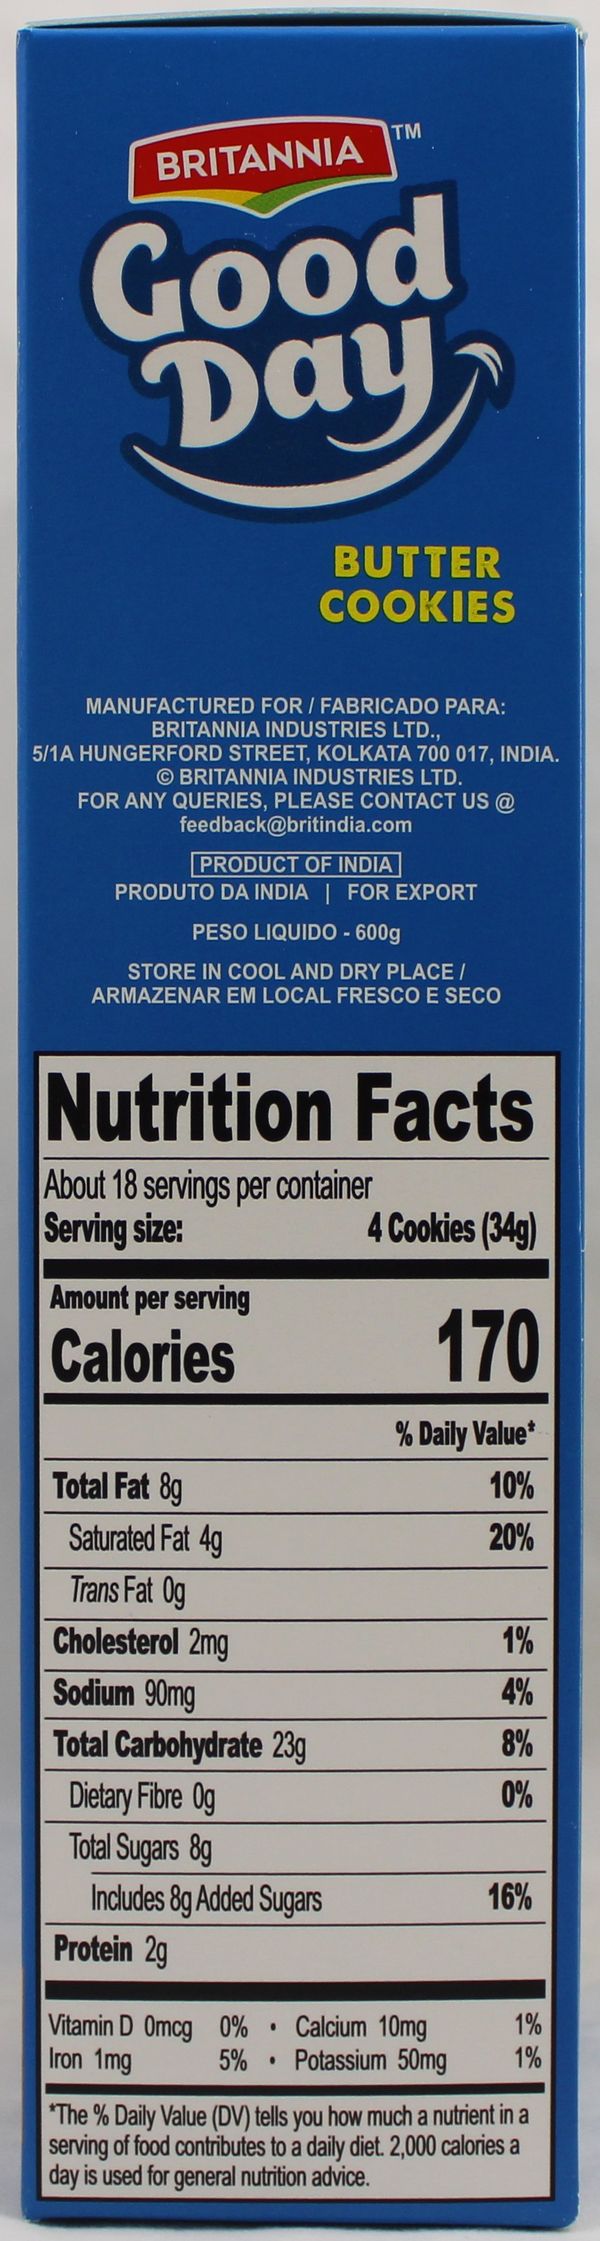 BRITANNIA TM
Good
Day
BUTTER
COOKIES
MANUFACTURED FOR / FABRICADO PARA:
BRITANNIA INDUSTRIES LTD.,
5/1A HUNGERFORD STREET, KOLKATA 700 017, INDIA.
© BRITANNIA INDUSTRIES LTD.
FOR ANY QUERIES, PLEASE CONTACT US @
feedback@britindia.com
PRODUCT OF INDIA
PRODUTO DA INDIA | FOR EXPORT
PESO LIQUIDO - 600g
STORE IN COOL AND DRY PLACE /
ARMAZENAR EM LOCAL FRESCO E SECO
Nutrition Facts
About 18 servings per container
Serving size: 4 Cookies (34g)
Amount per serving
Calories 170
% Daily Value*
Total Fat 8g 10%
Saturated Fat 4g 20%
Trans Fat 0g
Cholesterol 2mg 1%
Sodium 90mg 4%
Total Carbohydrate 23g 8%
Dietary Fibre 0g 0%
Total Sugars 8g
Includes 8g Added Sugars 16%
Protein 2g
Vitamin D 0mcg 0% • Calcium 10mg 1%
Iron 1mg 5% • Potassium 50mg 1%
*The % Daily Value (DV) tells you how much a nutrient in a
serving of food contributes to a daily diet. 2,000 calories a
day is used for general nutrition advice.